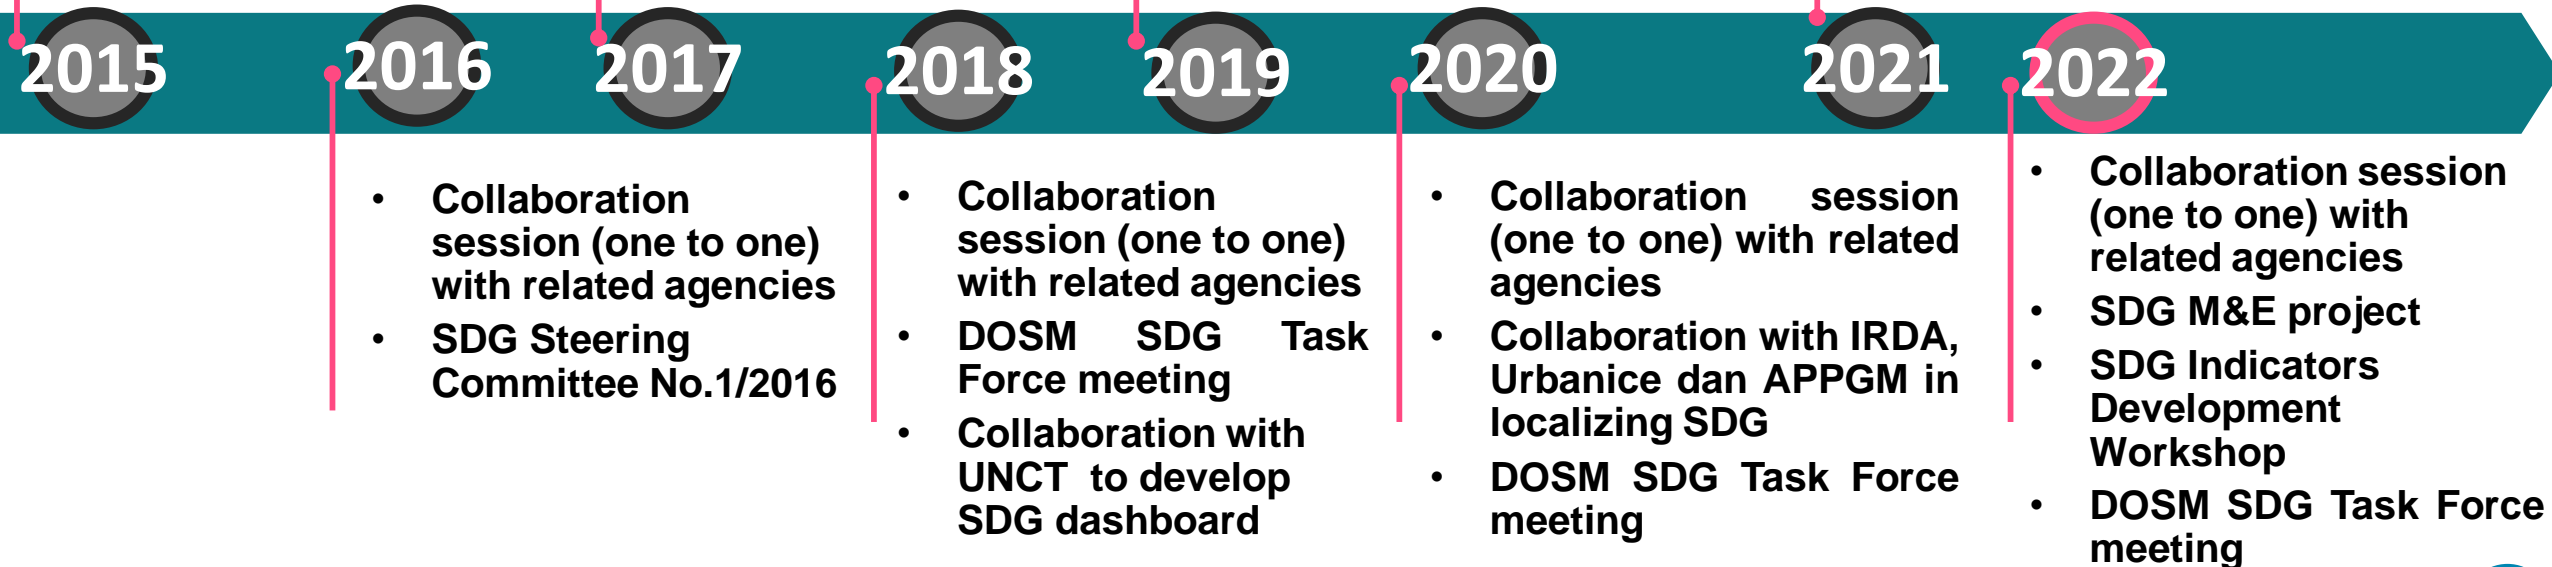 2015
2016
2017
2018
2019
2020
2021
2022
• Collaboration
session (one to one)
with related agencies
• SDG Steering
Committee No.1/2016
• Collaboration
session (one to one)
with related agencies
• DOSM SDG Task
Force meeting
• Collaboration with
UNCT to develop
SDG dashboard
• Collaboration session
(one to one) with related
agencies
• Collaboration with IRDA,
Urbanice dan APPGM in
localizing SDG
• DOSM SDG Task Force
meeting
• Collaboration session
(one to one) with
related agencies
• SDG M&E project
• SDG Indicators
Development
Workshop
• DOSM SDG Task Force
meeting